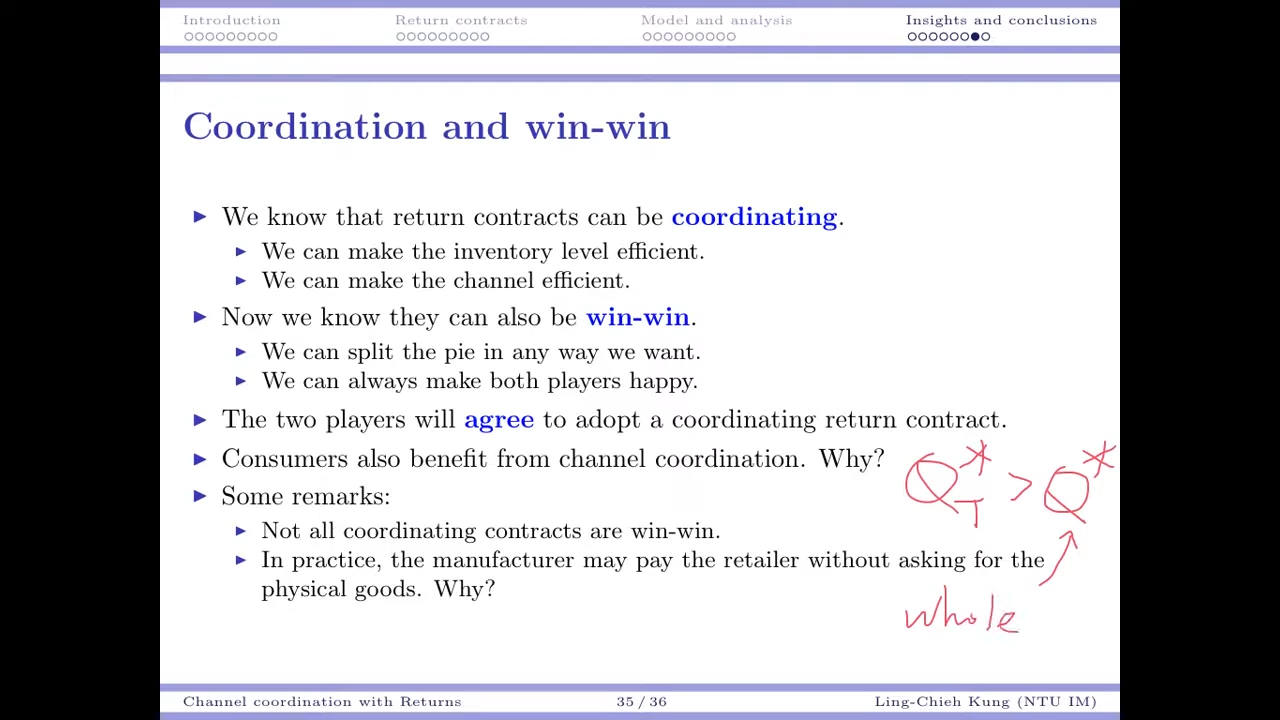 Introduction Return contracts Model and analysis Insights and conclusions
Coordination and win-win
We know that return contracts can be coordinating.
We can make the inventory level efficient.
We can make the channel efficient.
Now we know they can also be win-win.
We can split the pie in any way we want.
We can always make both players happy.
The two players will agree to adopt a coordinating return contract.
Consumers also benefit from channel coordination. Why?
Q*T > Q*
Some remarks:
Not all coordinating contracts are win-win.
In practice, the manufacturer may pay the retailer without asking for the
physical goods. Why?
whole
Channel coordination with Returns 35 / 36 Ling-Chieh Kung (NTU IM)